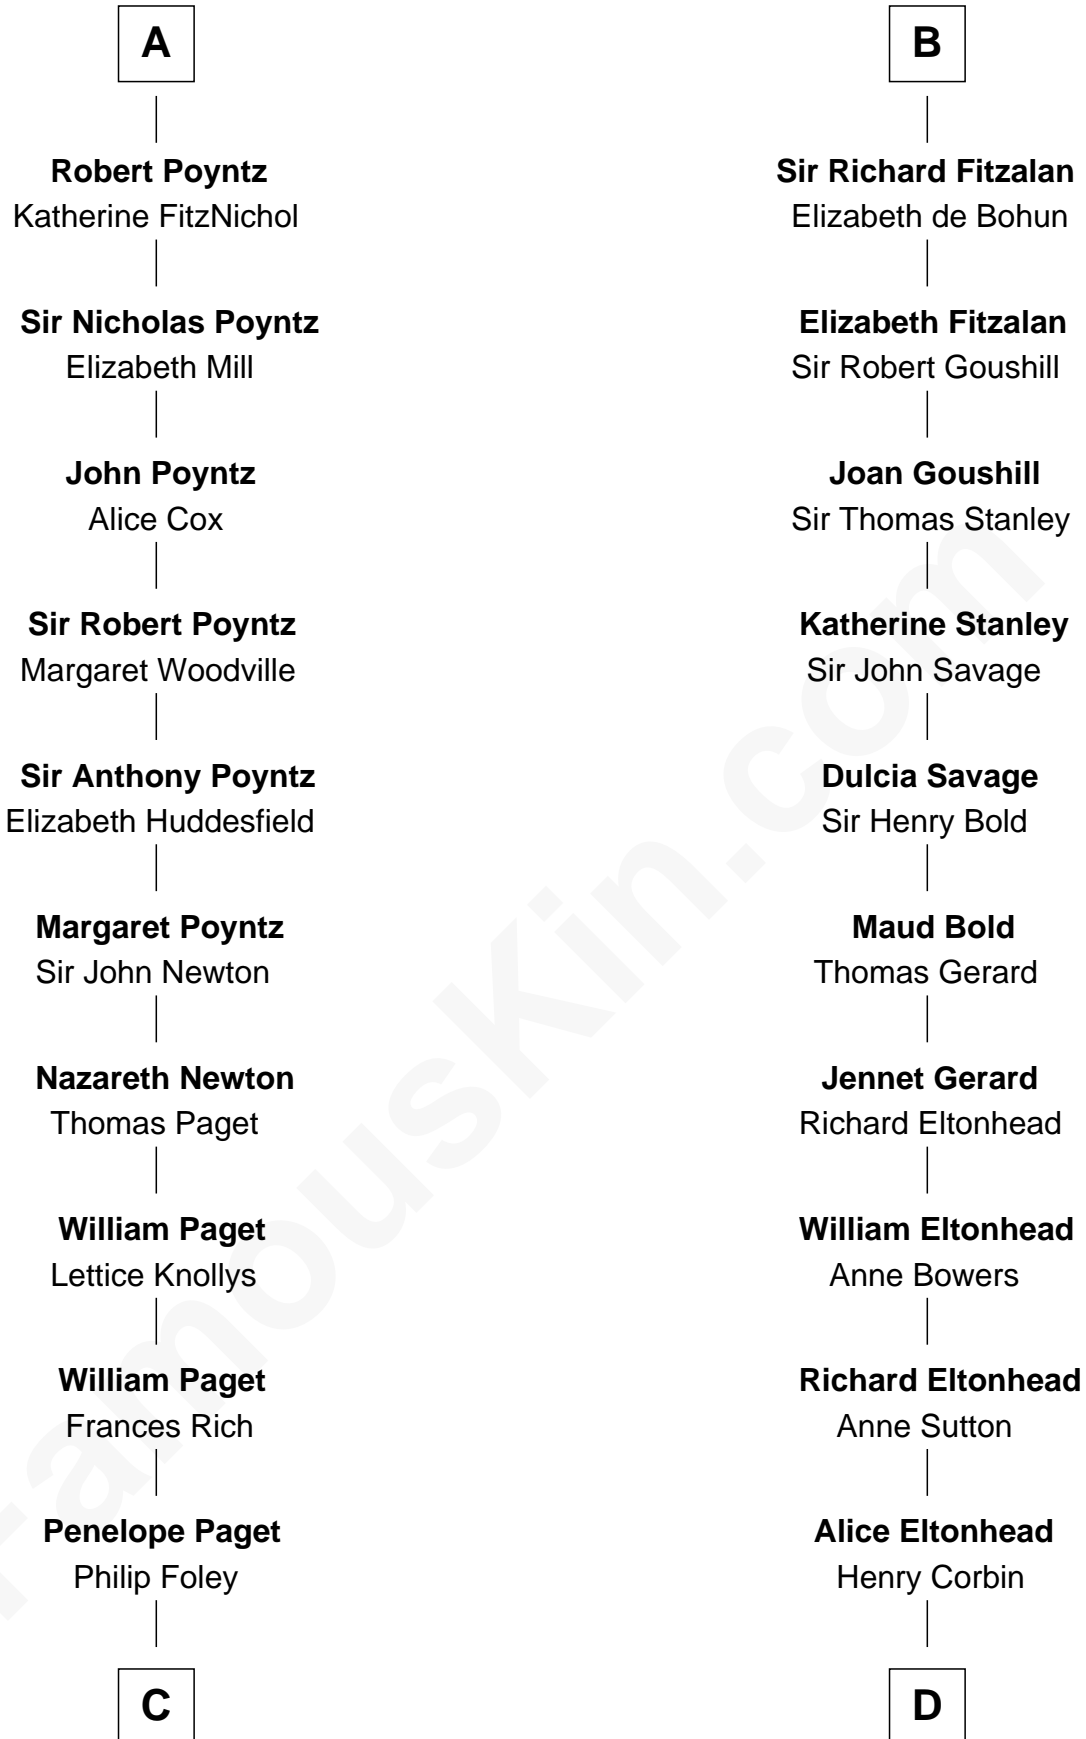 A
Robert Poyntz
Katherine FitzNichol
Sir Nicholas Poyntz
Elizabeth Mill
John Poyntz
Alice Cox
Sir Robert Poyntz
Margaret Woodville
Sir Anthony Poyntz
Elizabeth Huddesfield
Margaret Poyntz
Sir John Newton
Nazareth Newton
Thomas Paget
William Paget
Lettice Knollys
William Paget
Frances Rich
Penelope Paget
Philip Foley
C
B
Sir Richard Fitzalan
Elizabeth de Bohun
Elizabeth Fitzalan
Sir Robert Goushill
Joan Goushill
Sir Thomas Stanley
Katherine Stanley
Sir John Savage
Dulcia Savage
Sir Henry Bold
Maud Bold
Thomas Gerard
Jennet Gerard
Richard Eltonhead
William Eltonhead
Anne Bowers
Richard Eltonhead
Anne Sutton
Alice Eltonhead
Henry Corbin
D
FamousKin.com